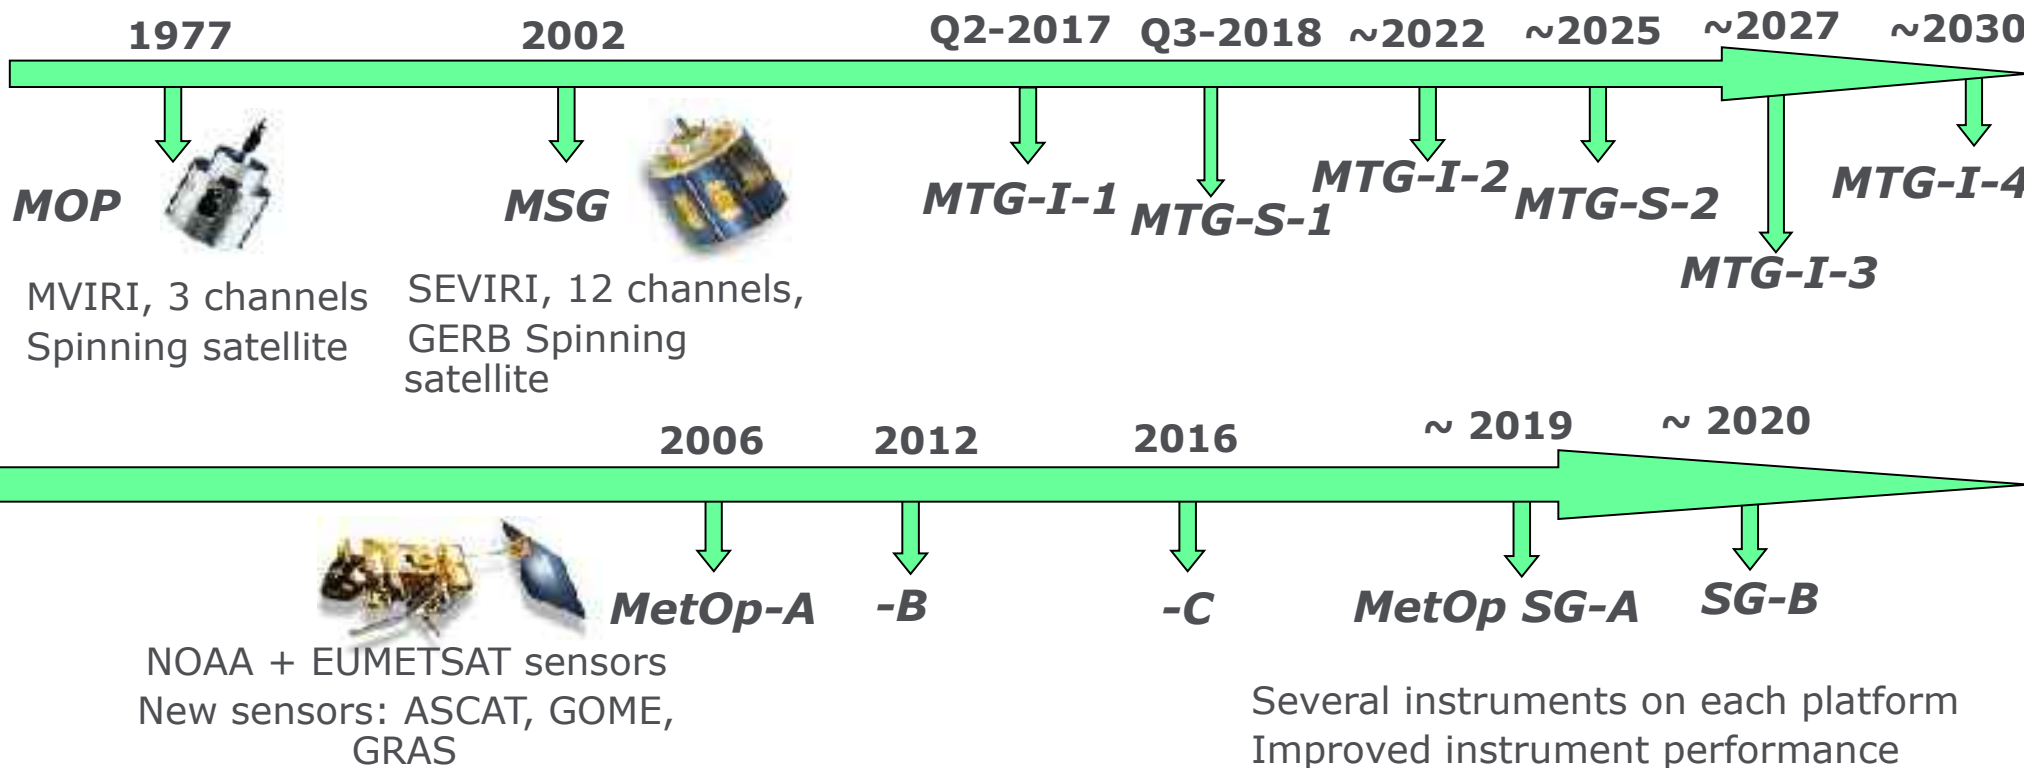 1977 2002 Q2-2017 Q3-2018 ~2022 ~2025 ~2027 ~2030
MOP MSG MTG-I-1 MTG-S-1 MTG-I-2 MTG-S-2 MTG-I-3 MTG-I-4
MVIRI, 3 channels
Spinning satellite
SEVIRI, 12 channels,
GERB Spinning
satellite
2006 2012 2016 ~ 2019 ~ 2020
MetOp-A -B -C MetOp SG-A SG-B
NOAA + EUMETSAT sensors
New sensors: ASCAT, GOME,
GRAS
Several instruments on each platform
Improved instrument performance